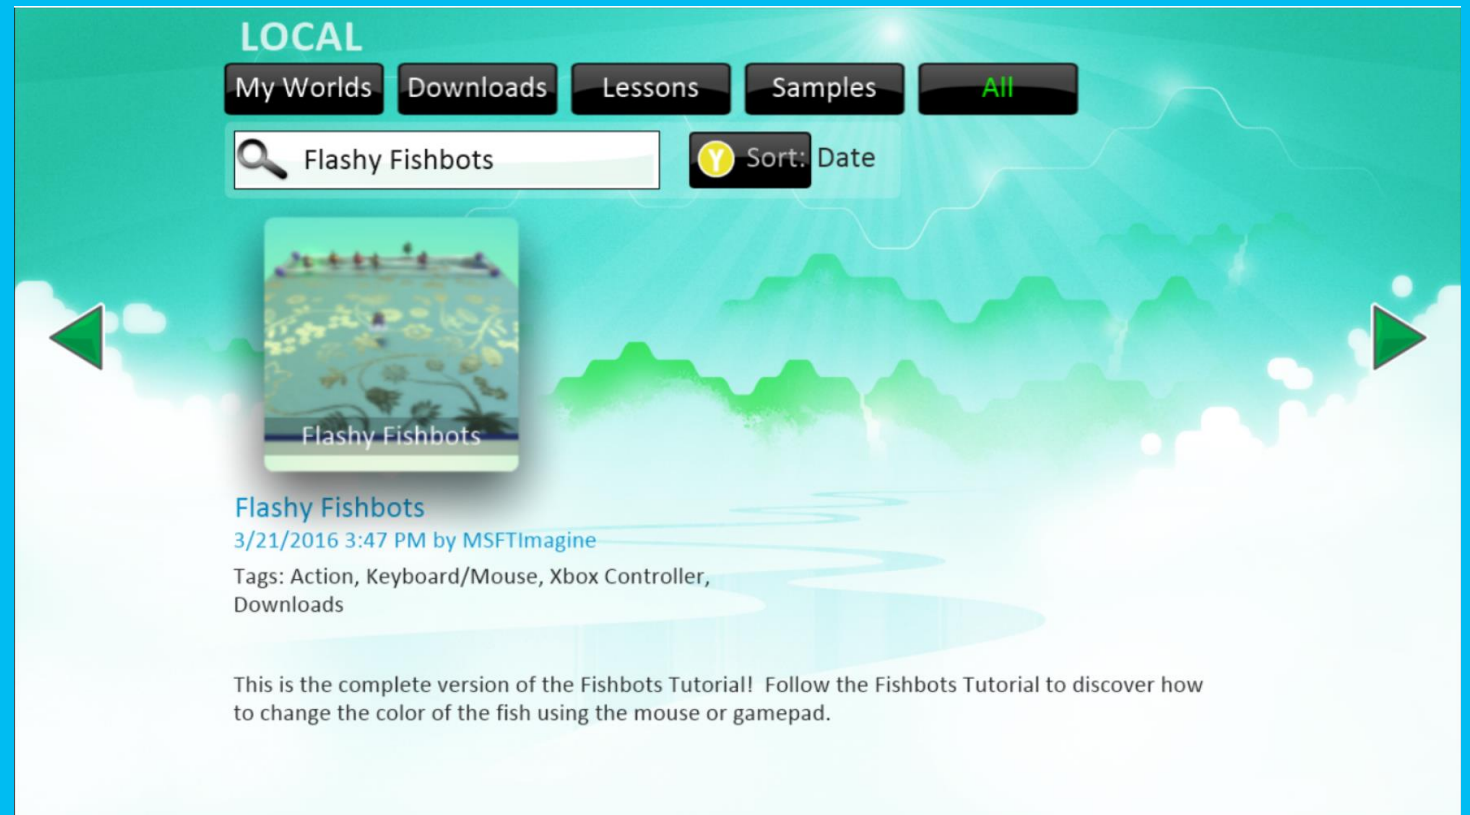 LOCAL
My Worlds Downloads Lessons Samples All
Flashy Fishbots Y Sort: Date
Flashy Fishbots
Flashy Fishbots
3/21/2016 3:47 PM by MSFTImagine
Tags: Action, Keyboard/Mouse, Xbox Controller,
Downloads
This is the complete version of the Fishbots Tutorial! Follow the Fishbots Tutorial to discover how
to change the color of the fish using the mouse or gamepad.